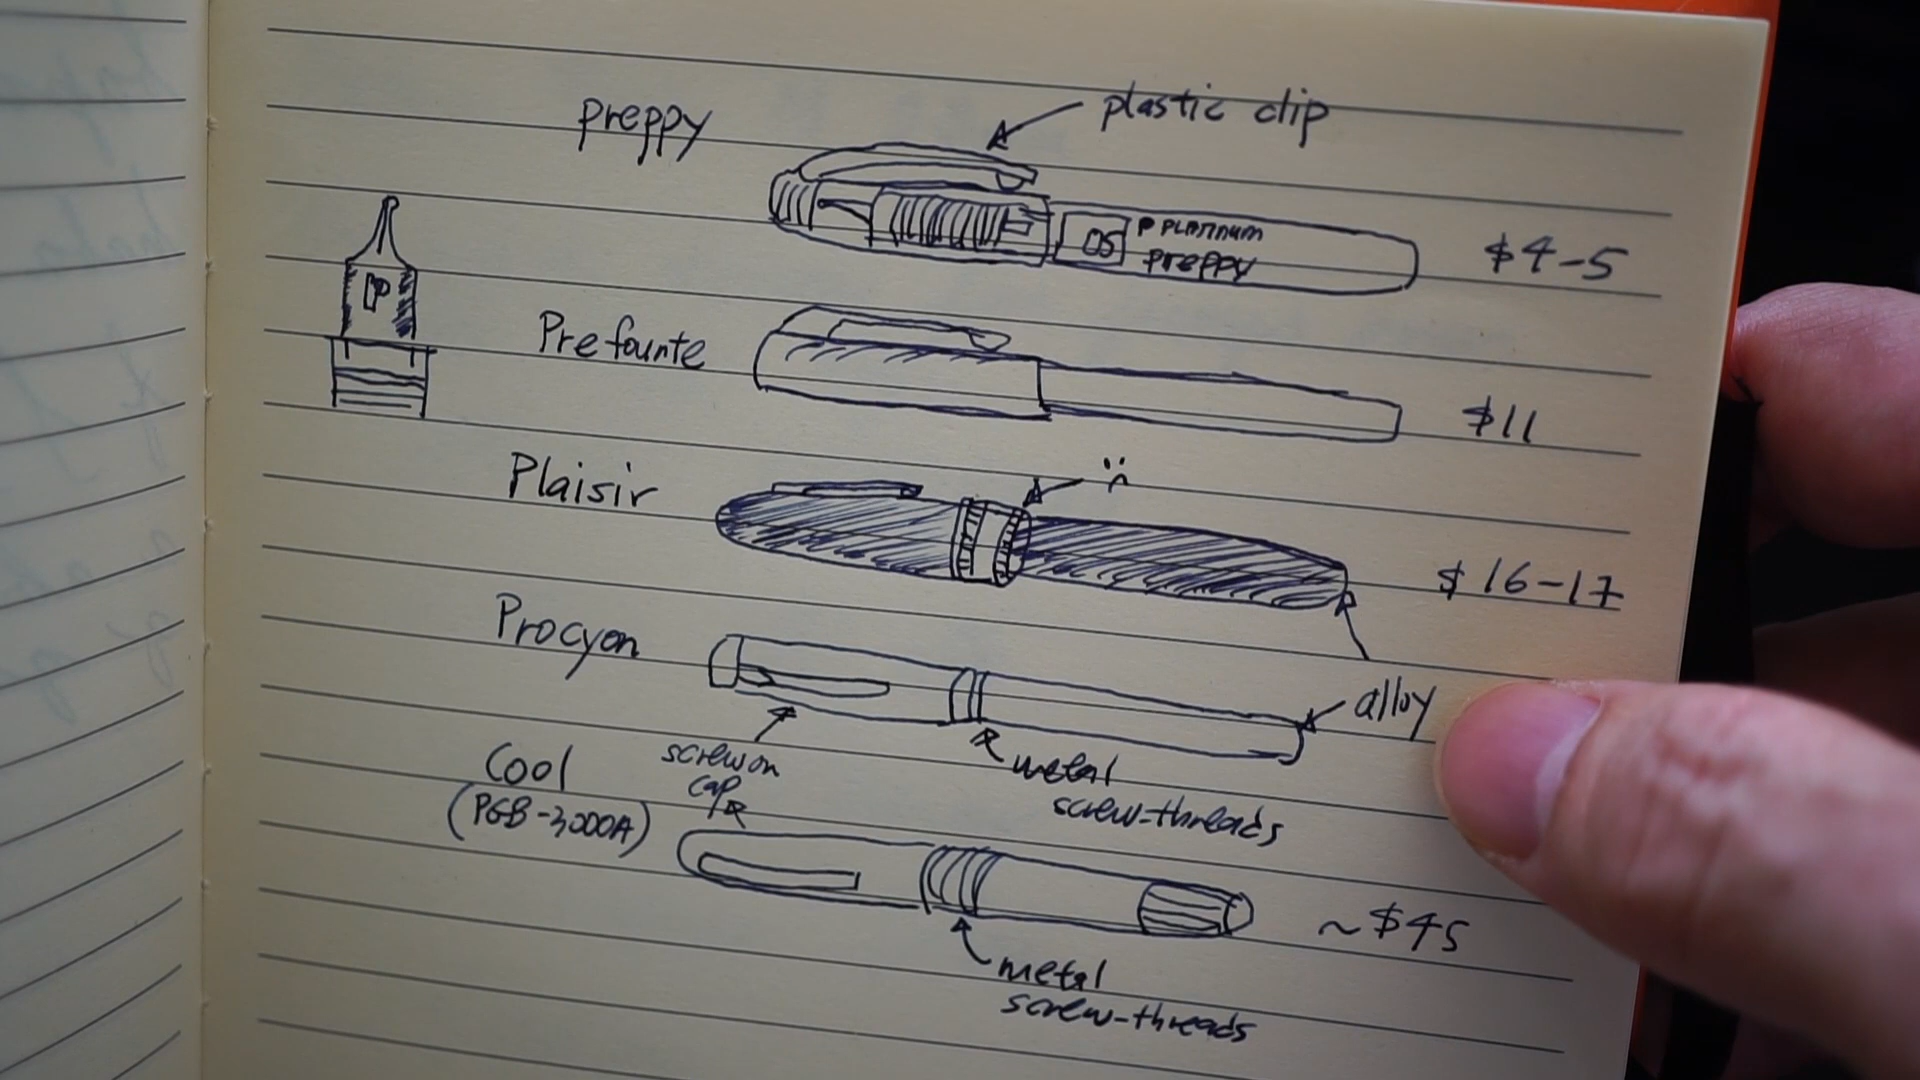 preppy
plastic clip
05
P PLATINUM
preppy
$4-5
P
Prefounte
$11
Plaisir
:(
$16-17
Procyon
alloy
screw on
cap
metal
screw-threads
Cool
(PGB-3000A)
~$45
metal
screw-threads